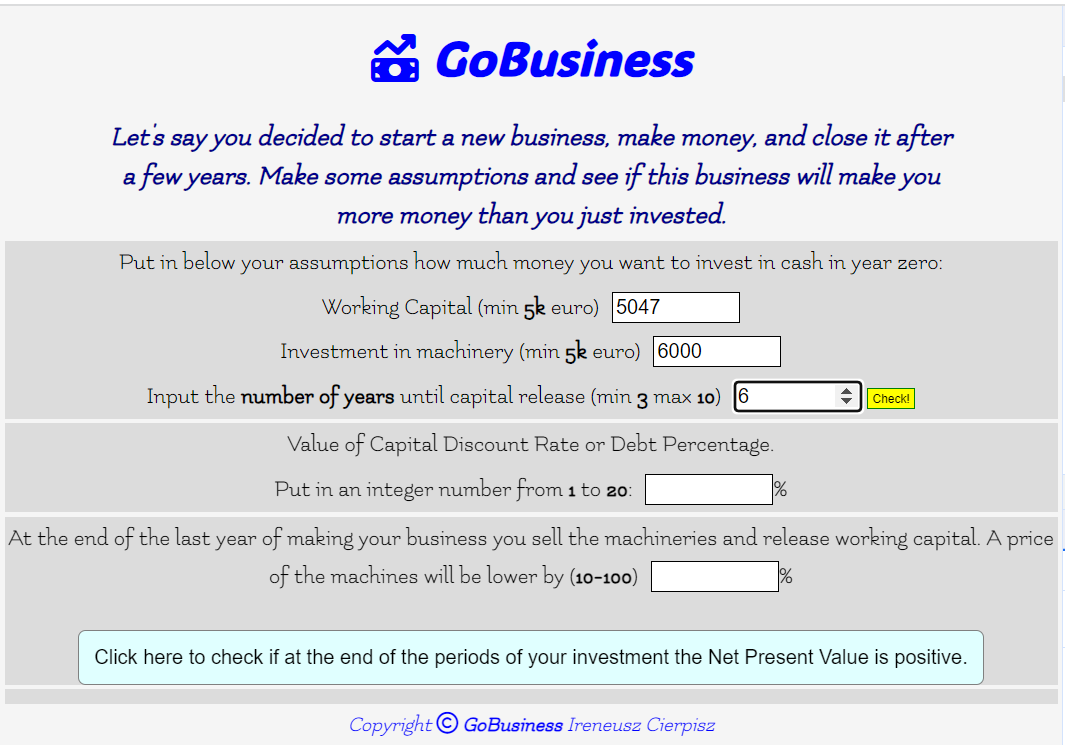 GoBusiness
Let's say you decided to start a new business, make money, and close it after
a few years. Make some assumptions and see if this business will make you
more money than you just invested.
Put in below your assumptions how much money you want to invest in cash in year zero:
Working Capital (min 5k euro) 5047
Investment in machinery (min 5k euro) 6000
Input the number of years until capital release (min 3 max 10) 6 Check!
Value of Capital Discount Rate or Debt Percentage.
Put in an integer number from 1 to 20: %
At the end of the last year of making your business you sell the machineries and release working capital. A price
of the machines will be lower by (10-100) %
Click here to check if at the end of the periods of your investment the Net Present Value is positive.
Copyright © GoBusiness Ireneusz Cierpisz